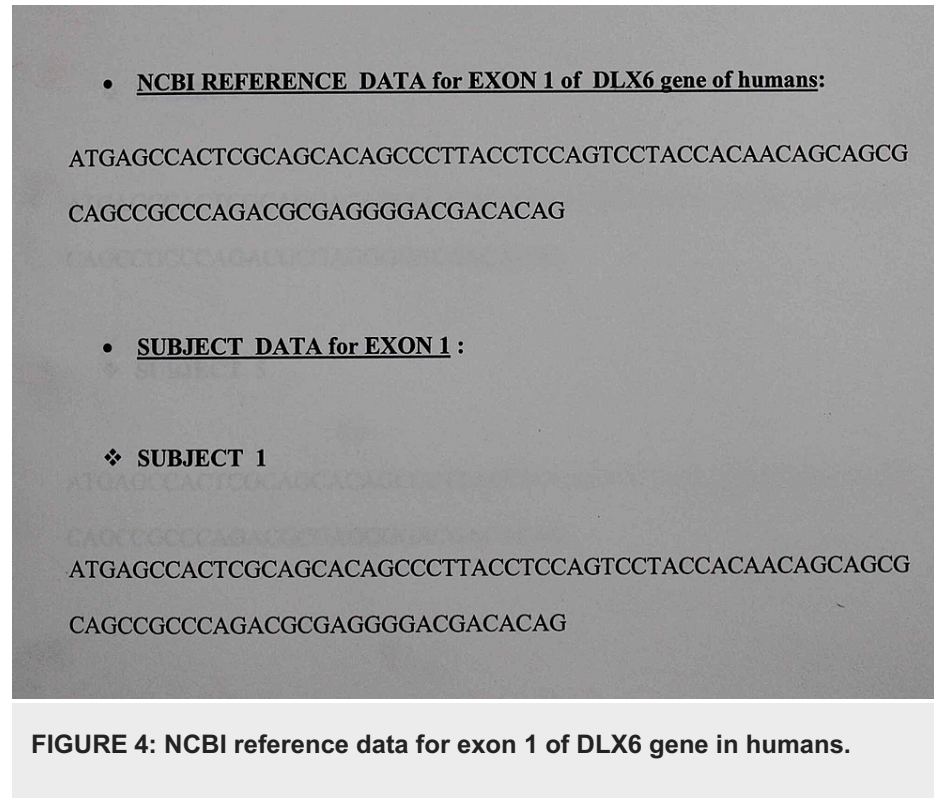 • NCBI REFERENCE DATA for EXON 1 of DLX6 gene of humans:
ATGAGCCACTCGCAGCACAGCCCTTACCTCCAGTCCTACCACAACAGCAGCG
CAGCCGCCCAGACGCGAGGGGACGACACAG
• SUBJECT DATA for EXON 1 :
❖ SUBJECT 1
ATGAGCCACTCGCAGCACAGCCCTTACCTCCAGTCCTACCACAACAGCAGCG
CAGCCGCCCAGACGCGAGGGGACGACACAG
FIGURE 4: NCBI reference data for exon 1 of DLX6 gene in humans.